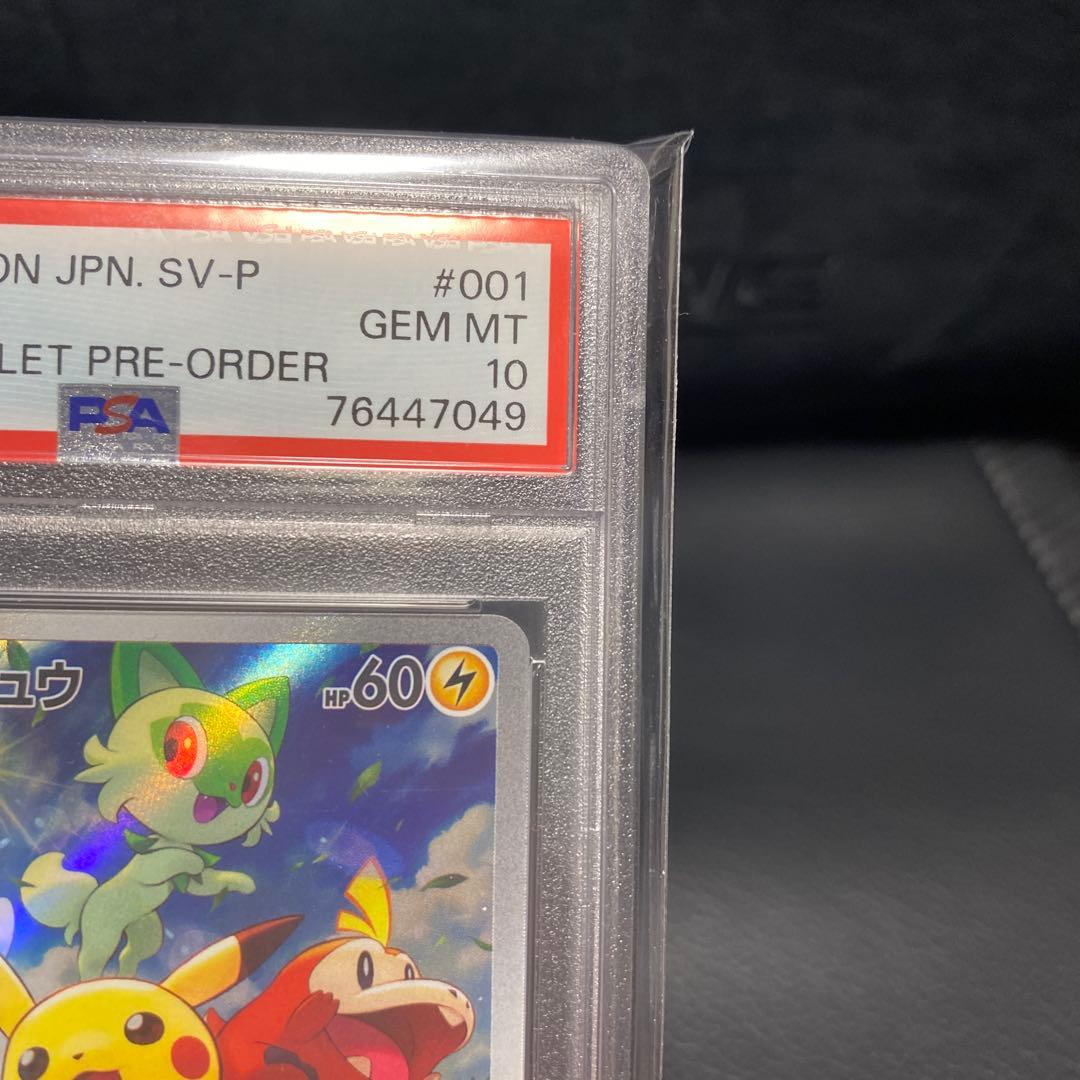 ON JPN. SV-P #001
GEM MT
LET PRE-ORDER 10
PSA 76447049
ュウ HP60